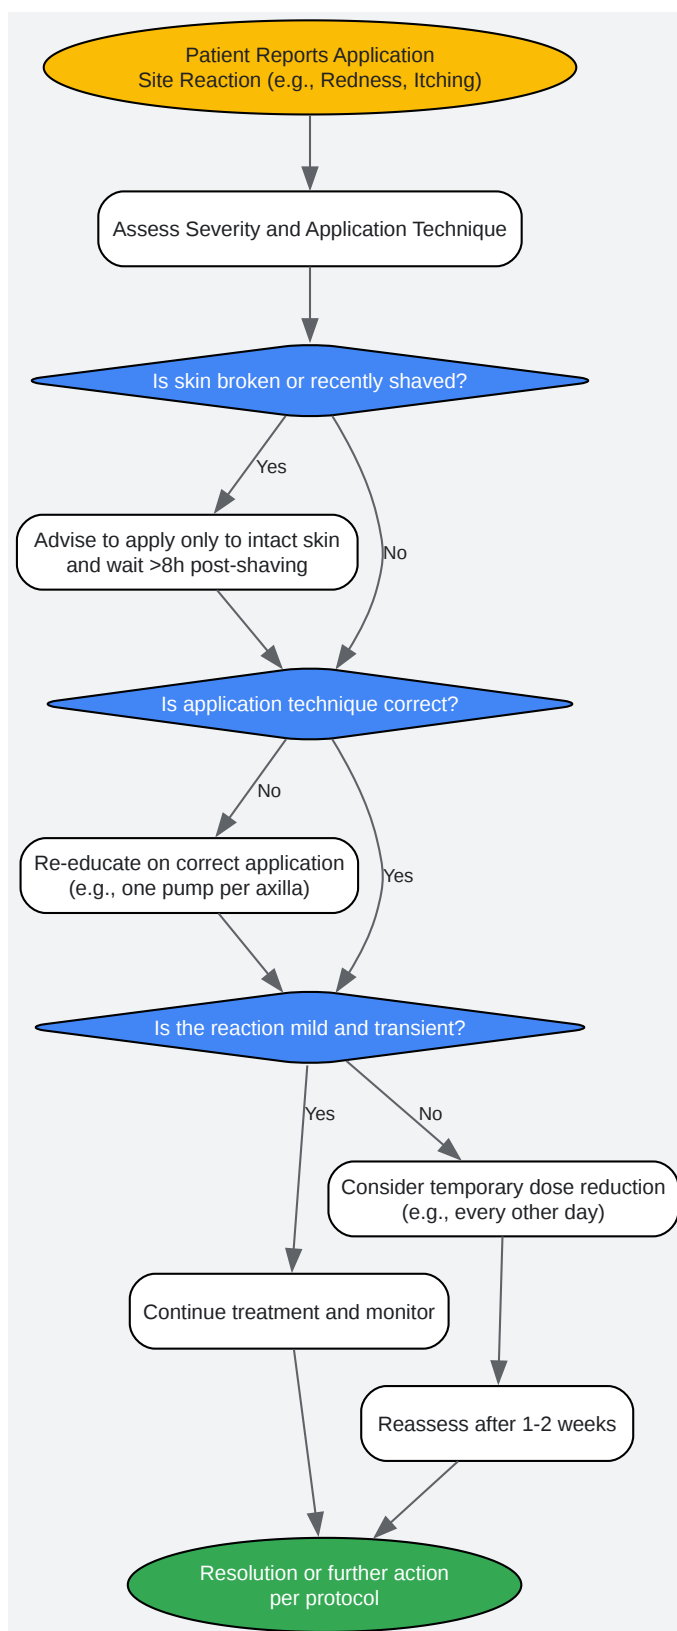 Patient Reports Application
Site Reaction (e.g., Redness, Itching)
Assess Severity and Application Technique
Is skin broken or recently shaved?
Yes
Advise to apply only to intact skin
and wait >8h post-shaving
No
Is application technique correct?
No
Re-educate on correct application
(e.g., one pump per axilla)
Yes
Is the reaction mild and transient?
Yes
No
Consider temporary dose reduction
(e.g., every other day)
Continue treatment and monitor
Reassess after 1-2 weeks
Resolution or further action
per protocol